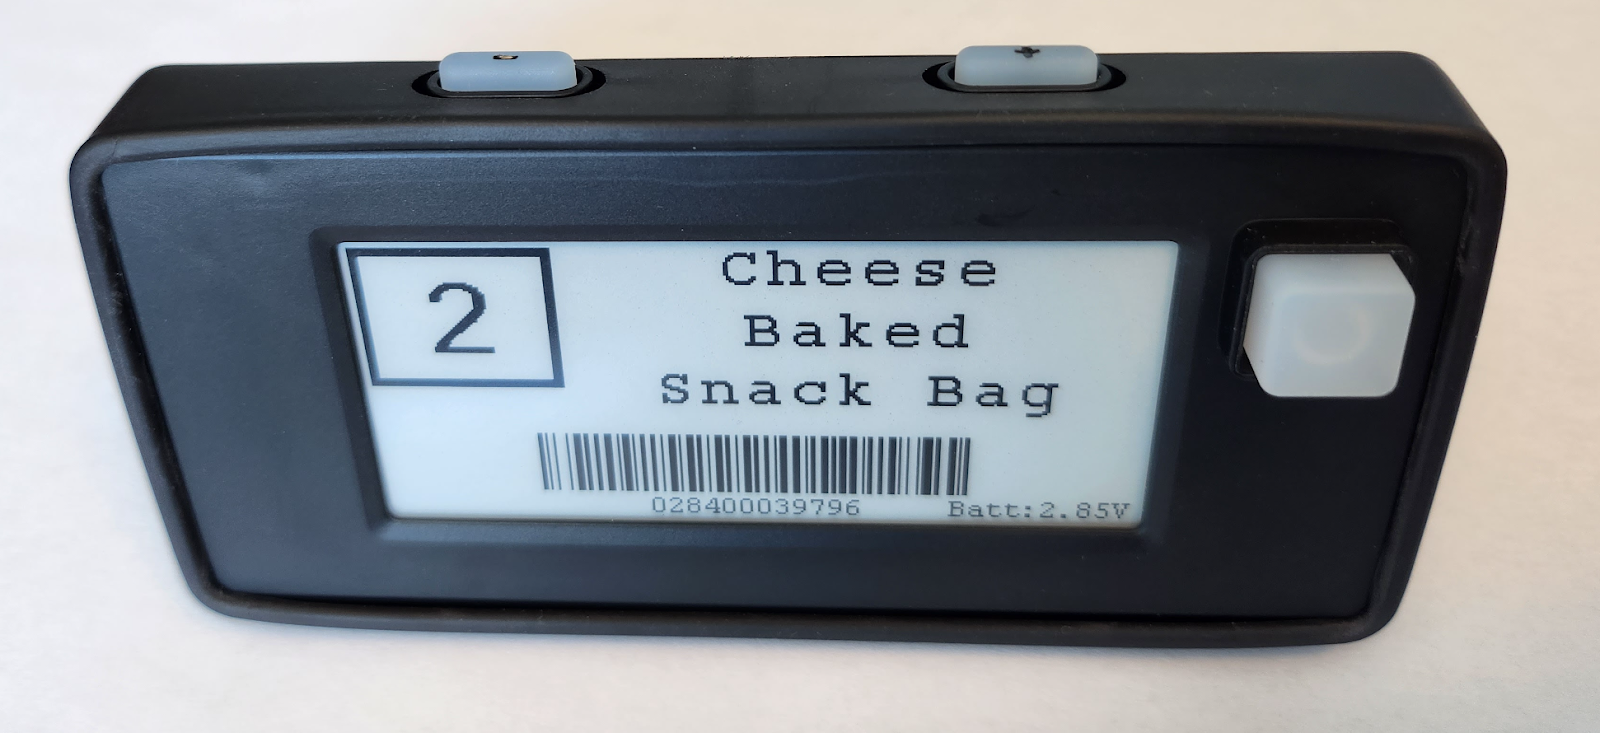 +
2
Cheese
Baked
Snack Bag
028400039796
Batt:2.85V